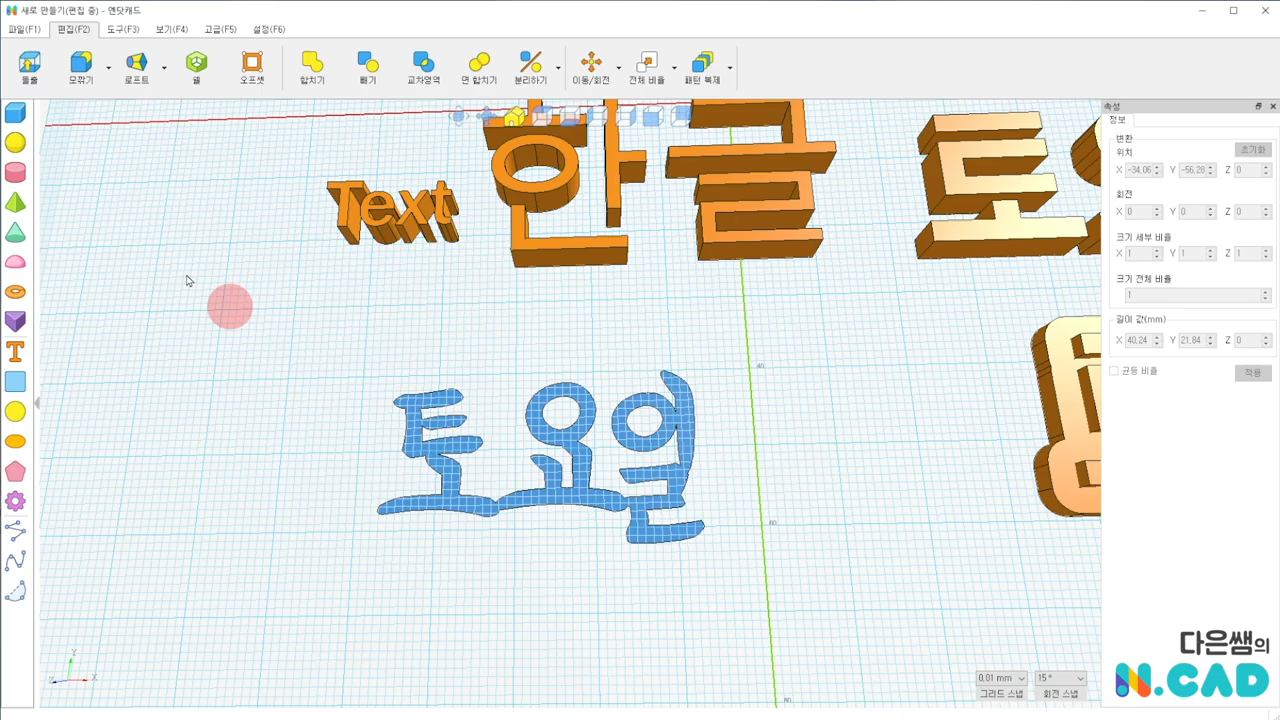 새로 만들기(편집 중) - 엔닷캐드
파일(F1) 편집(F2) 도구(F3) 보기(F4) 고급(F5) 설정(F6)
돌출 모깎기 로프트 쉘 오프셋 합치기 빼기 교차영역 면 합치기 분리하기 이동/회전 전체 비율 패턴 복제
속성
정보
변환
위치 초기화
X -34,06 Y -56,28 Z 0
회전
X 0 Y 0 Z 0
크기 세부 비율
X 1 Y 1 Z 1
크기 전체 비율
1
길이 값(mm)
X 40,24 Y 21,84 Z 0
균등 비율 적용
Text 한글
토요일
T
40
60
80
Y
X
0,01 mm 15 °
그리드 스냅 회전 스냅
다은쌤의
N.CAD